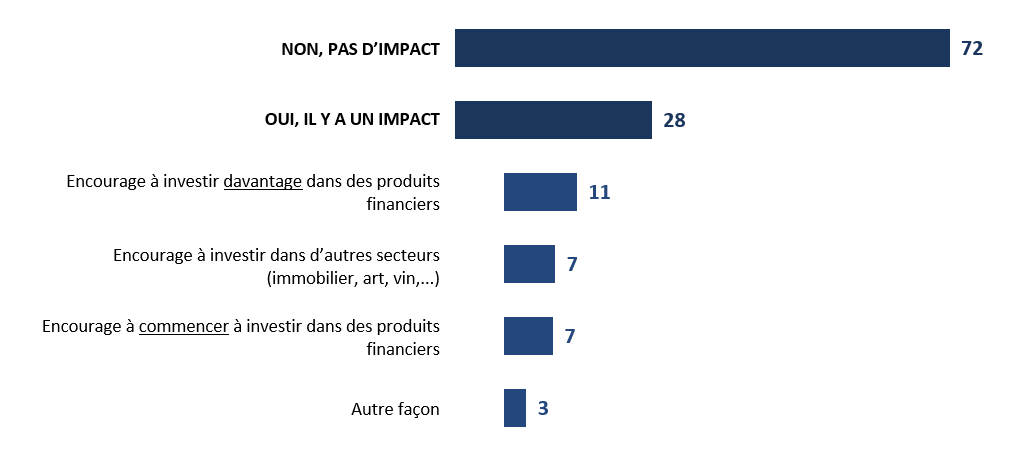 NON, PAS D’IMPACT 72
OUI, IL Y A UN IMPACT 28
Encourage à investir davantage dans des produits
financiers 11
Encourage à investir dans d’autres secteurs
(immobilier, art, vin,...) 7
Encourage à commencer à investir dans des produits
financiers 7
Autre façon 3